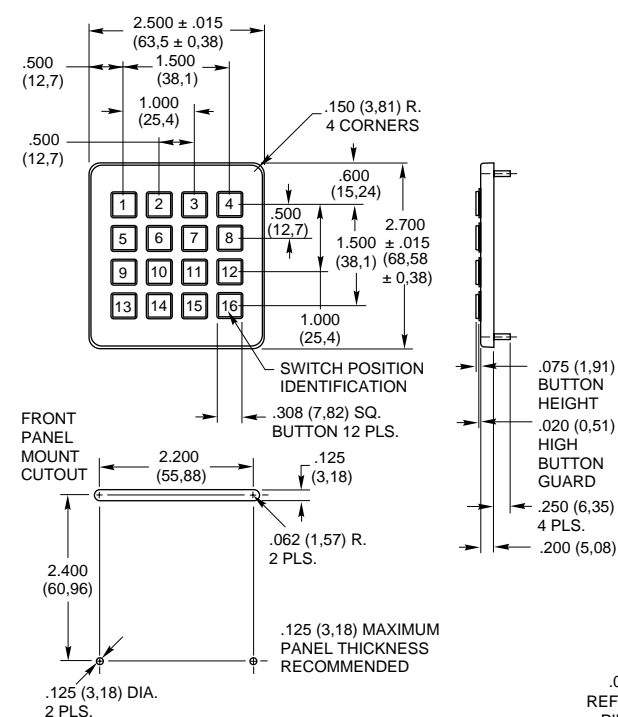 2.500 ± .015
(63,5 ± 0,38)
.500
(12,7)
1.500
(38,1)
1.000
(25,4)
.500
(12,7)
.150 (3,81) R.
4 CORNERS
.600
(15,24)
.500
(12,7)
1.500
(38,1)
2.700
± .015
(68,58
± 0,38)
1.000
(25,4)
1 2 3 4
5 6 7 8
9 10 11 12
13 14 15 16
SWITCH POSITION
IDENTIFICATION
.308 (7,82) SQ.
BUTTON 12 PLS.
.075 (1,91)
BUTTON
HEIGHT
.020 (0,51)
HIGH
BUTTON
GUARD
.250 (6,35)
4 PLS.
.200 (5,08)
FRONT
PANEL
MOUNT
CUTOUT
2.200
(55,88)
.125
(3,18)
.062 (1,57) R.
2 PLS.
2.400
(60,96)
.125 (3,18) MAXIMUM
PANEL THICKNESS
RECOMMENDED
.125 (3,18) DIA.
2 PLS.
.0
REF